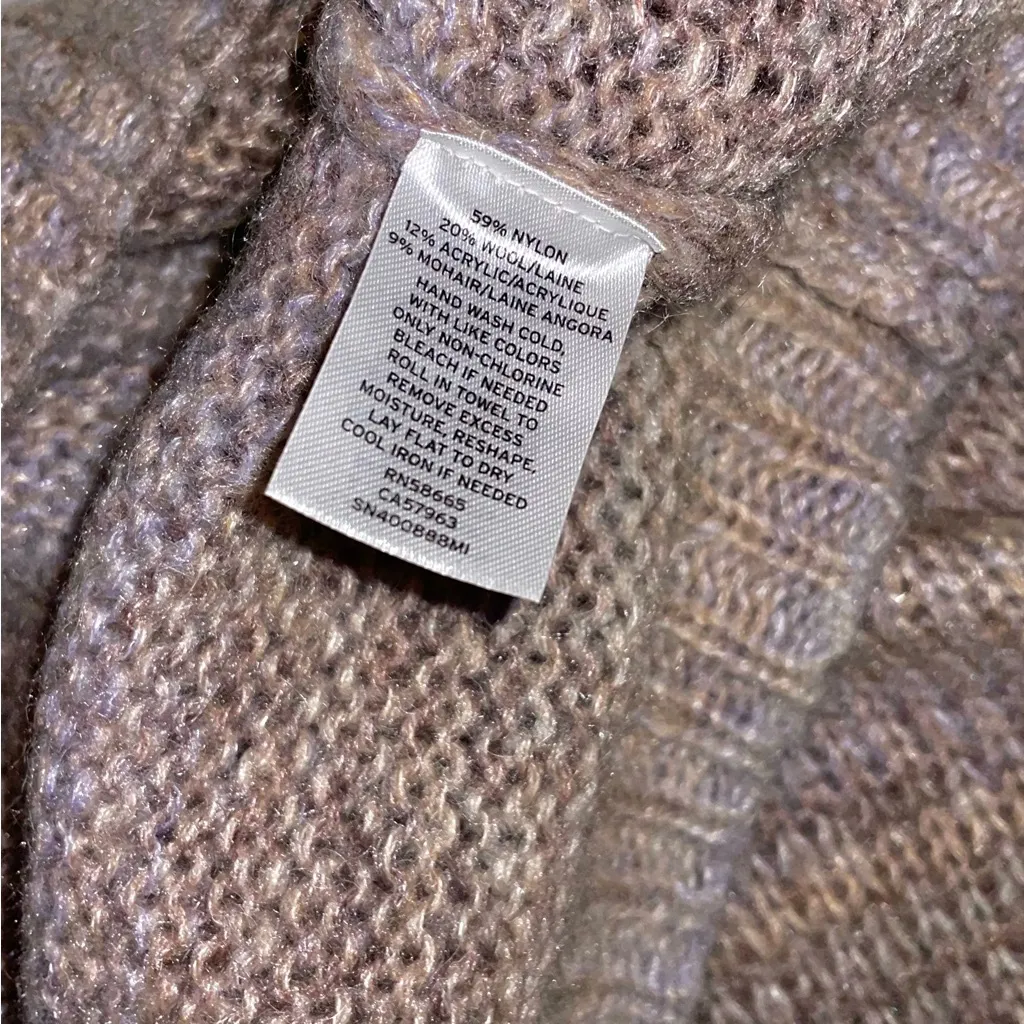 59% NYLON
20% WOOL/LAINE
12% ACRYLIC/ACRYLIQUE
9% MOHAIR/LAINE ANGORA
HAND WASH COLD,
WITH LIKE COLORS
ONLY NON-CHLORINE
BLEACH IF NEEDED
ROLL IN TOWEL TO
REMOVE EXCESS
MOISTURE, RESHAPE,
LAY FLAT TO DRY
COOL IRON IF NEEDED
RN58665
CA57963
SN400888MI